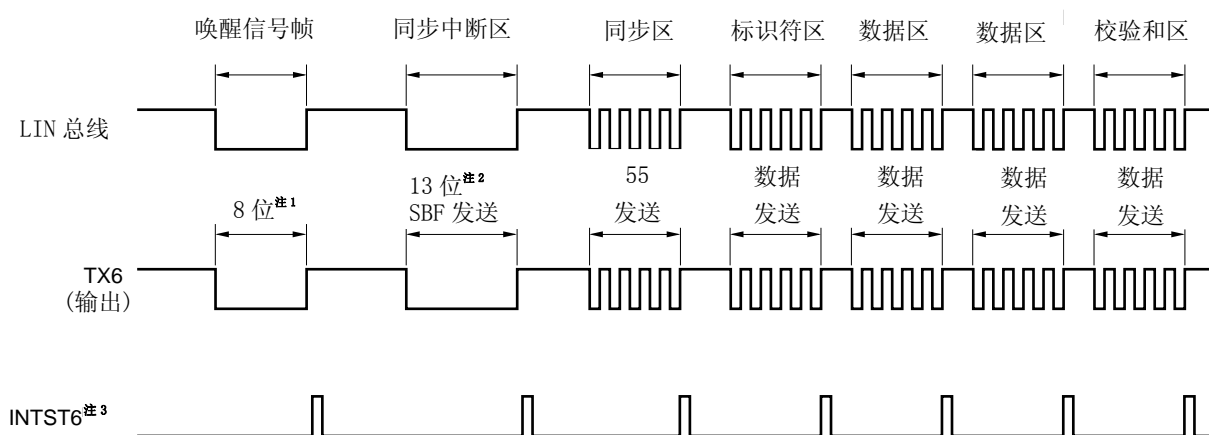 唤醒信号帧 同步中断区 同步区 标识符区 数据区 数据区 校验和区
LIN 总线
8 位注1
13 位注2
SBF 发送
55
发送
数据
发送
数据
发送
数据
发送
数据
发送
TX6
(输出)
INTST6注3